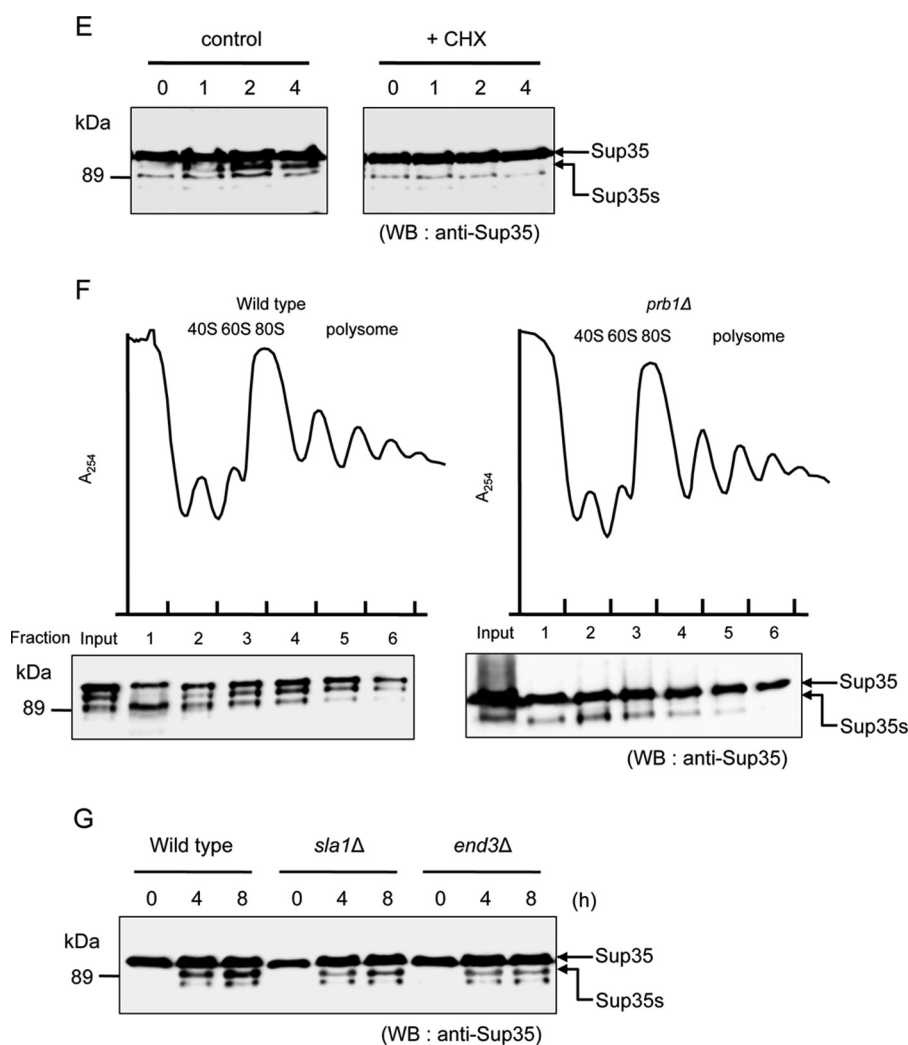 E
control + CHX
0 1 2 4 0 1 2 4
kDa
89
Sup35
Sup35s
(WB : anti-Sup35)
F
Wild type prb1Δ
40S 60S 80S polysome 40S 60S 80S polysome
A254 A254
Fraction Input 1 2 3 4 5 6 Input 1 2 3 4 5 6
kDa
89
Sup35
Sup35s
(WB : anti-Sup35)
G
Wild type sla1Δ end3Δ
0 4 8 0 4 8 0 4 8 (h)
kDa
89
Sup35
Sup35s
(WB : anti-Sup35)